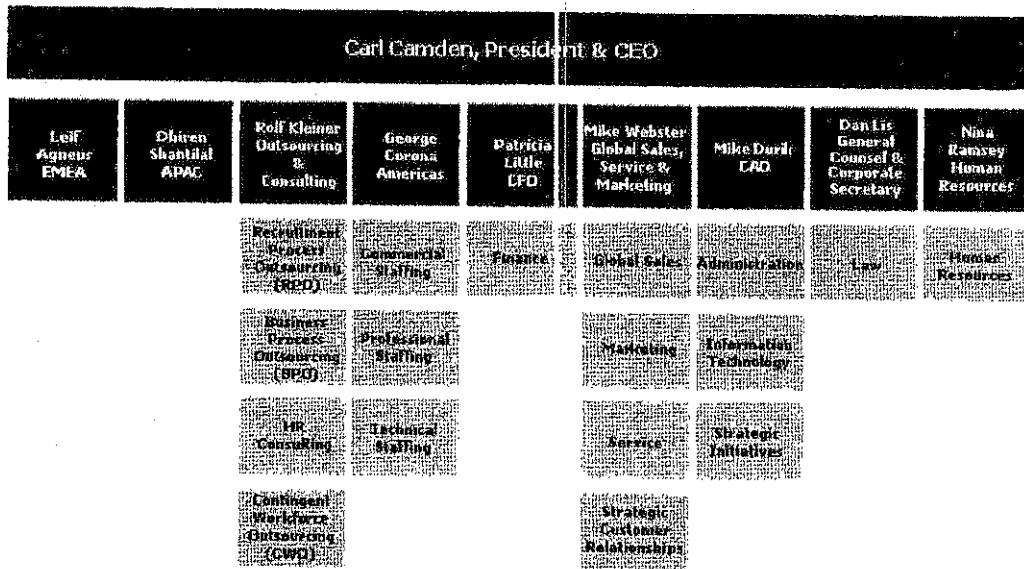 Carl Camden, President & CEO
Leif
Agneus
EMEA
Dhiren
Shantilal
APAC
Rolf Kleiner
Outsourcing
&
Consulting
George
Corona
Americas
Patricia
Little
CFO
Mike Webster
Global Sales,
Service &
Marketing
Mike Durik
CAO
Dan Lis
General
Counsel &
Corporate
Secretary
Nina
Ramsey
Human
Resources
Recruitment
Process
Outsourcing
(RPO)
Commercial
Staffing
Finance
Global Sales
Administration
Law
Human
Resources
Business
Process
Outsourcing
(BPO)
Professional
Staffing
Marketing
Information
Technology
HR
Consulting
Technical
Staffing
Service
Strategic
Initiatives
Contingent
Workforce
Outsourcing
(CWO)
Strategic
Customer
Relationships